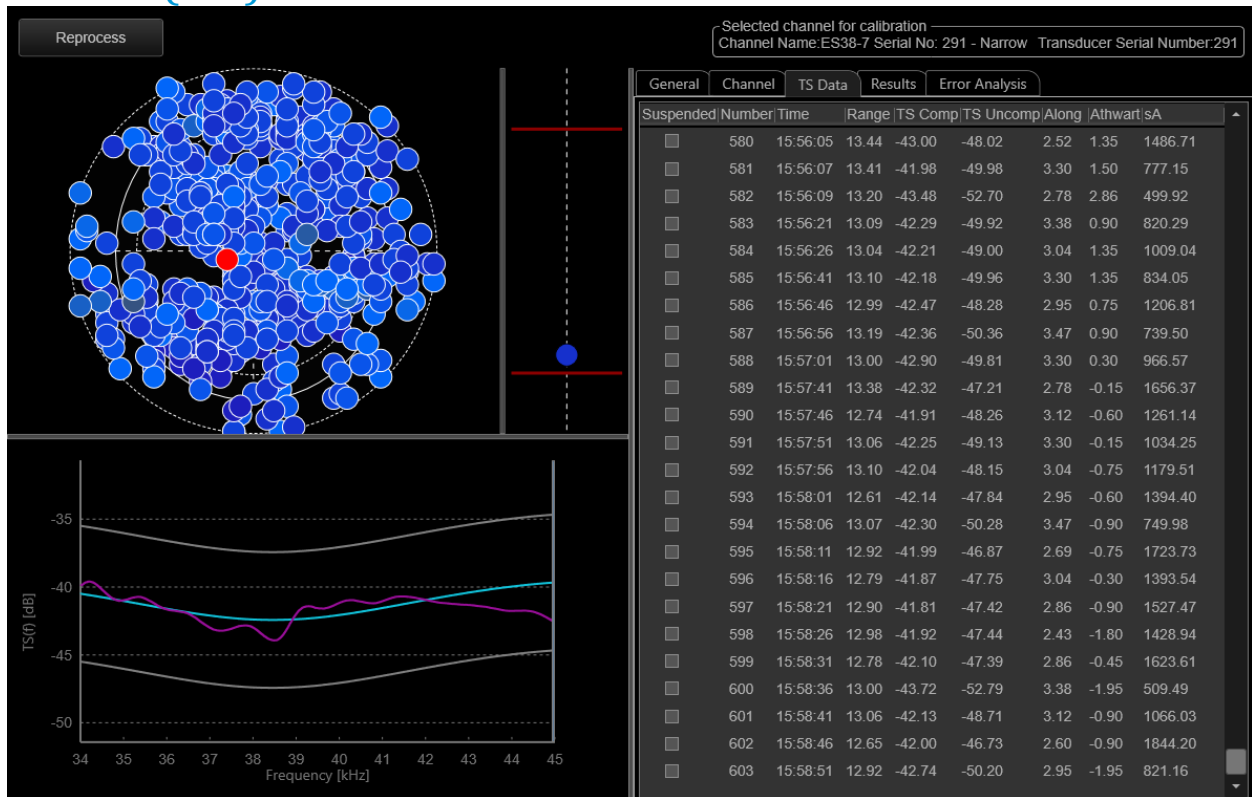 Reprocess
Selected channel for calibration
Channel Name:ES38-7 Serial No: 291 - Narrow Transducer Serial Number:291
General Channel TS Data Results Error Analysis
Suspended Number Time Range TS Comp TS Uncomp Along Athwart sA
580 15:56:05 13.44 -43.00 -48.02 2.52 1.35 1486.71
581 15:56:07 13.41 -41.98 -49.98 3.30 1.50 777.15
582 15:56:09 13.20 -43.48 -52.70 2.78 2.86 499.92
583 15:56:21 13.09 -42.29 -49.92 3.38 0.90 820.29
584 15:56:26 13.04 -42.21 -49.00 3.04 1.35 1009.04
585 15:56:41 13.10 -42.18 -49.96 3.30 1.35 834.05
586 15:56:46 12.99 -42.47 -48.28 2.95 0.75 1206.81
587 15:56:56 13.19 -42.36 -50.36 3.47 0.90 739.50
588 15:57:01 13.00 -42.90 -49.81 3.30 0.30 966.57
589 15:57:41 13.38 -42.32 -47.21 2.78 -0.15 1656.37
590 15:57:46 12.74 -41.91 -48.26 3.12 -0.60 1261.14
591 15:57:51 13.06 -42.25 -49.13 3.30 -0.15 1034.25
592 15:57:56 13.10 -42.04 -48.15 3.04 -0.75 1179.51
593 15:58:01 12.61 -42.14 -47.84 2.95 -0.60 1394.40
594 15:58:06 13.07 -42.30 -50.28 3.47 -0.90 749.98
595 15:58:11 12.92 -41.99 -46.87 2.69 -0.75 1723.73
596 15:58:16 12.79 -41.87 -47.75 3.04 -0.30 1393.54
597 15:58:21 12.90 -41.81 -47.42 2.86 -0.90 1527.47
598 15:58:26 12.98 -41.92 -47.44 2.43 -1.80 1428.94
599 15:58:31 12.78 -42.10 -47.39 2.86 -0.45 1623.61
600 15:58:36 13.00 -43.72 -52.79 3.38 -1.95 509.49
601 15:58:41 13.06 -42.13 -48.71 3.12 -0.90 1066.03
602 15:58:46 12.65 -42.00 -46.73 2.60 -0.90 1844.20
603 15:58:51 12.92 -42.74 -50.20 2.95 -1.95 821.16
TS(f) [dB]
-35
-40
-45
-50
34 35 36 37 38 39 40 41 42 43 44 45
Frequency [kHz]